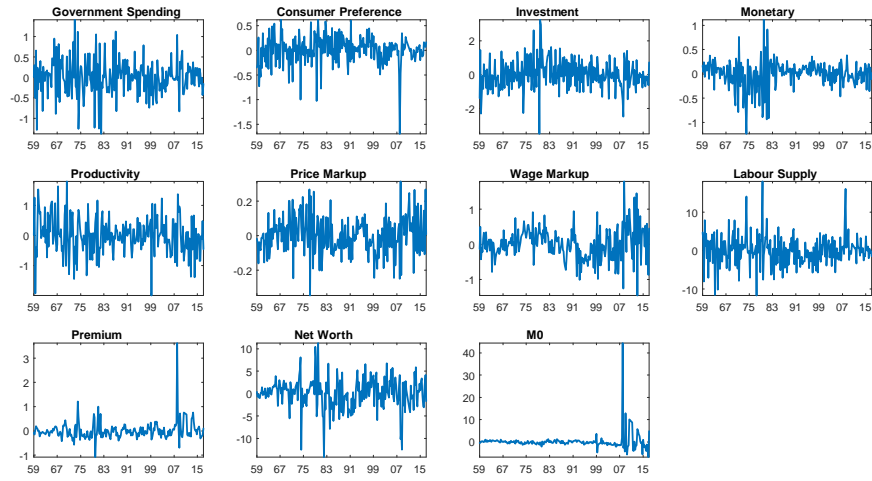 Government Spending
1
0.5
0
-0.5
-1
59 67 75 83 91 99 07 15
Consumer Preference
0.5
0
-0.5
-1
-1.5
59 67 75 83 91 99 07 15
Investment
2
0
-2
59 67 75 83 91 99 07 15
Monetary
1
0.5
0
-0.5
-1
59 67 75 83 91 99 07 15
Productivity
1
0
-1
59 67 75 83 91 99 07 15
Price Markup
0.2
0
-0.2
59 67 75 83 91 99 07 15
Wage Markup
1
0
-1
59 67 75 83 91 99 07 15
Labour Supply
10
0
-10
59 67 75 83 91 99 07 15
Premium
3
2
1
0
-1
59 67 75 83 91 99 07 15
Net Worth
10
5
0
-5
-10
59 67 75 83 91 99 07 15
M0
40
30
20
10
0
59 67 75 83 91 99 07 15